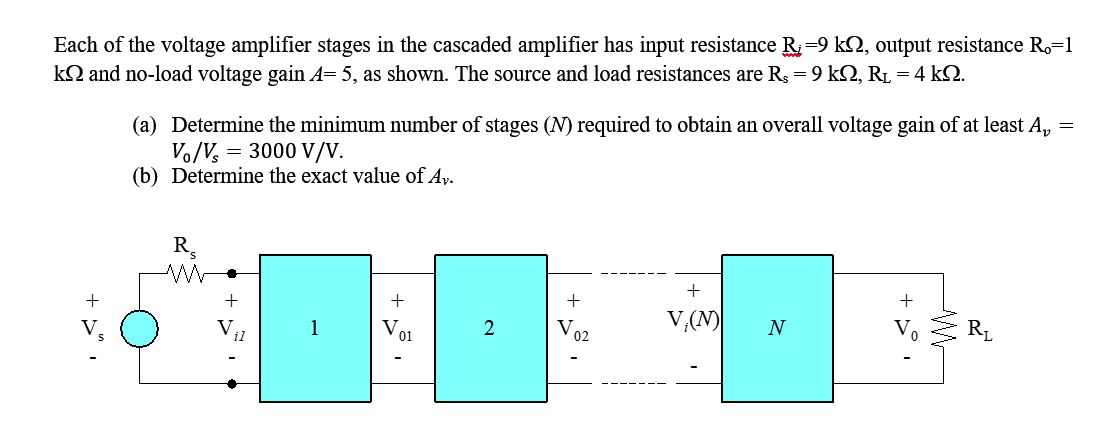 Each of the voltage amplifier stages in the cascaded amplifier has input resistance Rᵢ=9 kΩ, output resistance Rₒ=1
kΩ and no-load voltage gain A= 5, as shown. The source and load resistances are Rₛ = 9 kΩ, R_L = 4 kΩ.
(a) Determine the minimum number of stages (N) required to obtain an overall voltage gain of at least Aᵥ =
Vₒ/Vₛ = 3000 V/V.
(b) Determine the exact value of Aᵥ.
Rₛ
+ + + + + +
Vₛ Vᵢ₁ 1 V₀₁ 2 V₀₂ Vᵢ(N) N V₀ R_L
- - - - - -